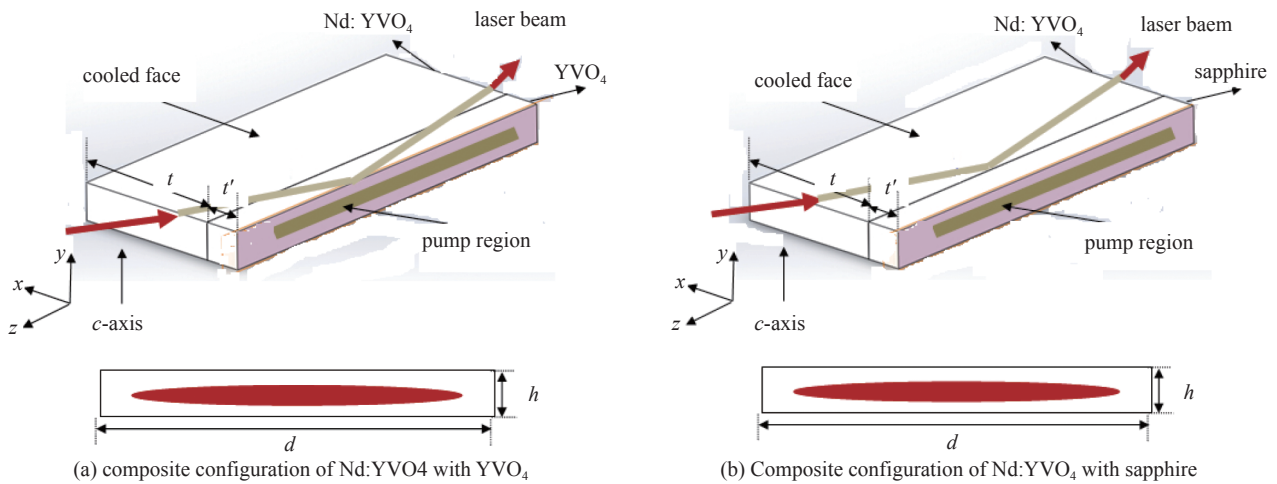 Nd: YVO₄
laser beam
cooled face
YVO₄
t
t′
pump region
y
x
z
c-axis
h
d
(a) composite configuration of Nd:YVO4 with YVO₄
Nd: YVO₄
laser baem
cooled face
sapphire
t
t′
pump region
y
x
z
c-axis
h
d
(b) Composite configuration of Nd:YVO₄ with sapphire